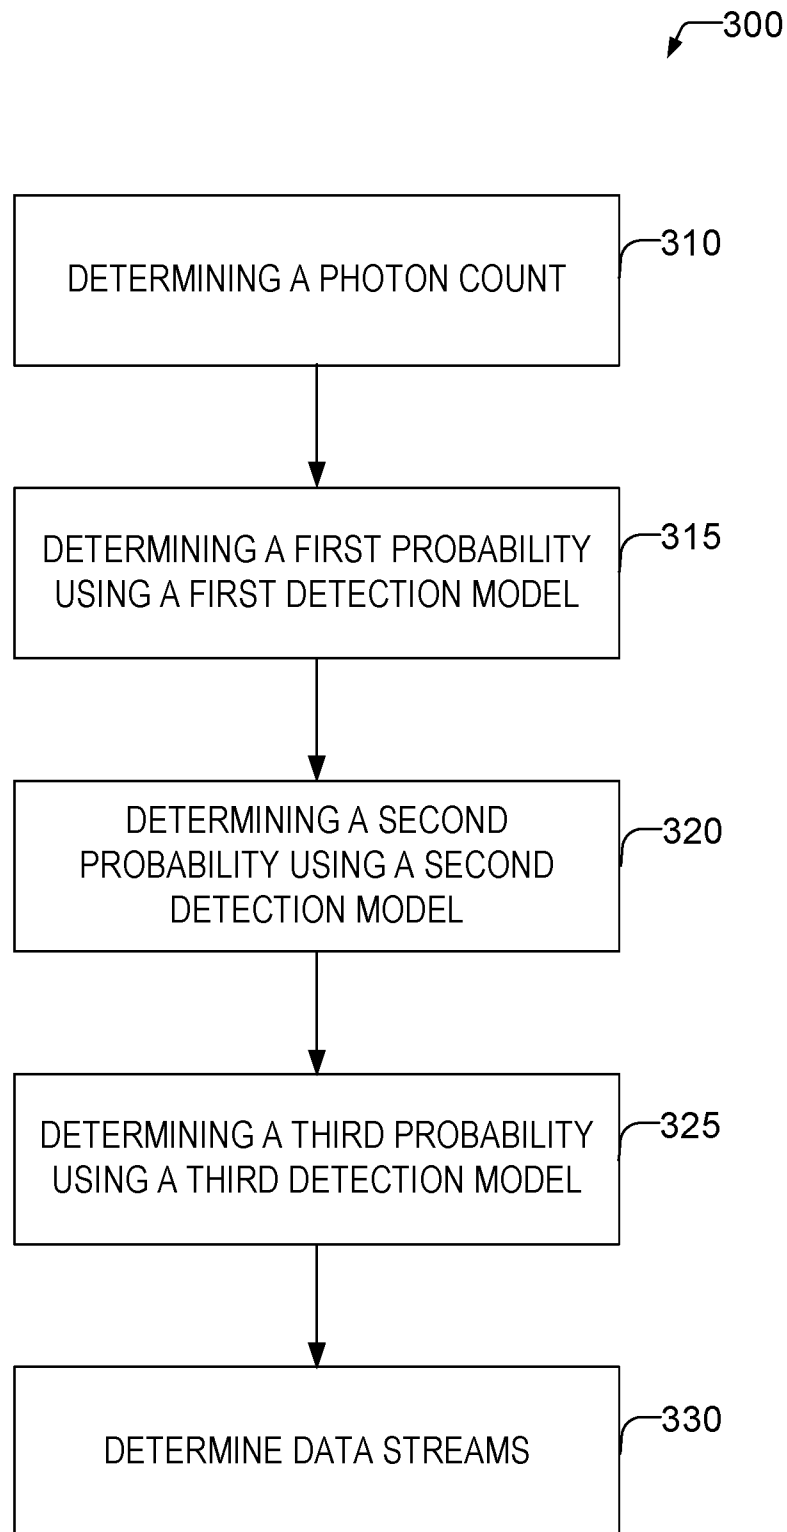 300
DETERMINING A PHOTON COUNT
310
DETERMINING A FIRST PROBABILITY
USING A FIRST DETECTION MODEL
315
DETERMINING A SECOND
PROBABILITY USING A SECOND
DETECTION MODEL
320
DETERMINING A THIRD PROBABILITY
USING A THIRD DETECTION MODEL
325
DETERMINE DATA STREAMS
330